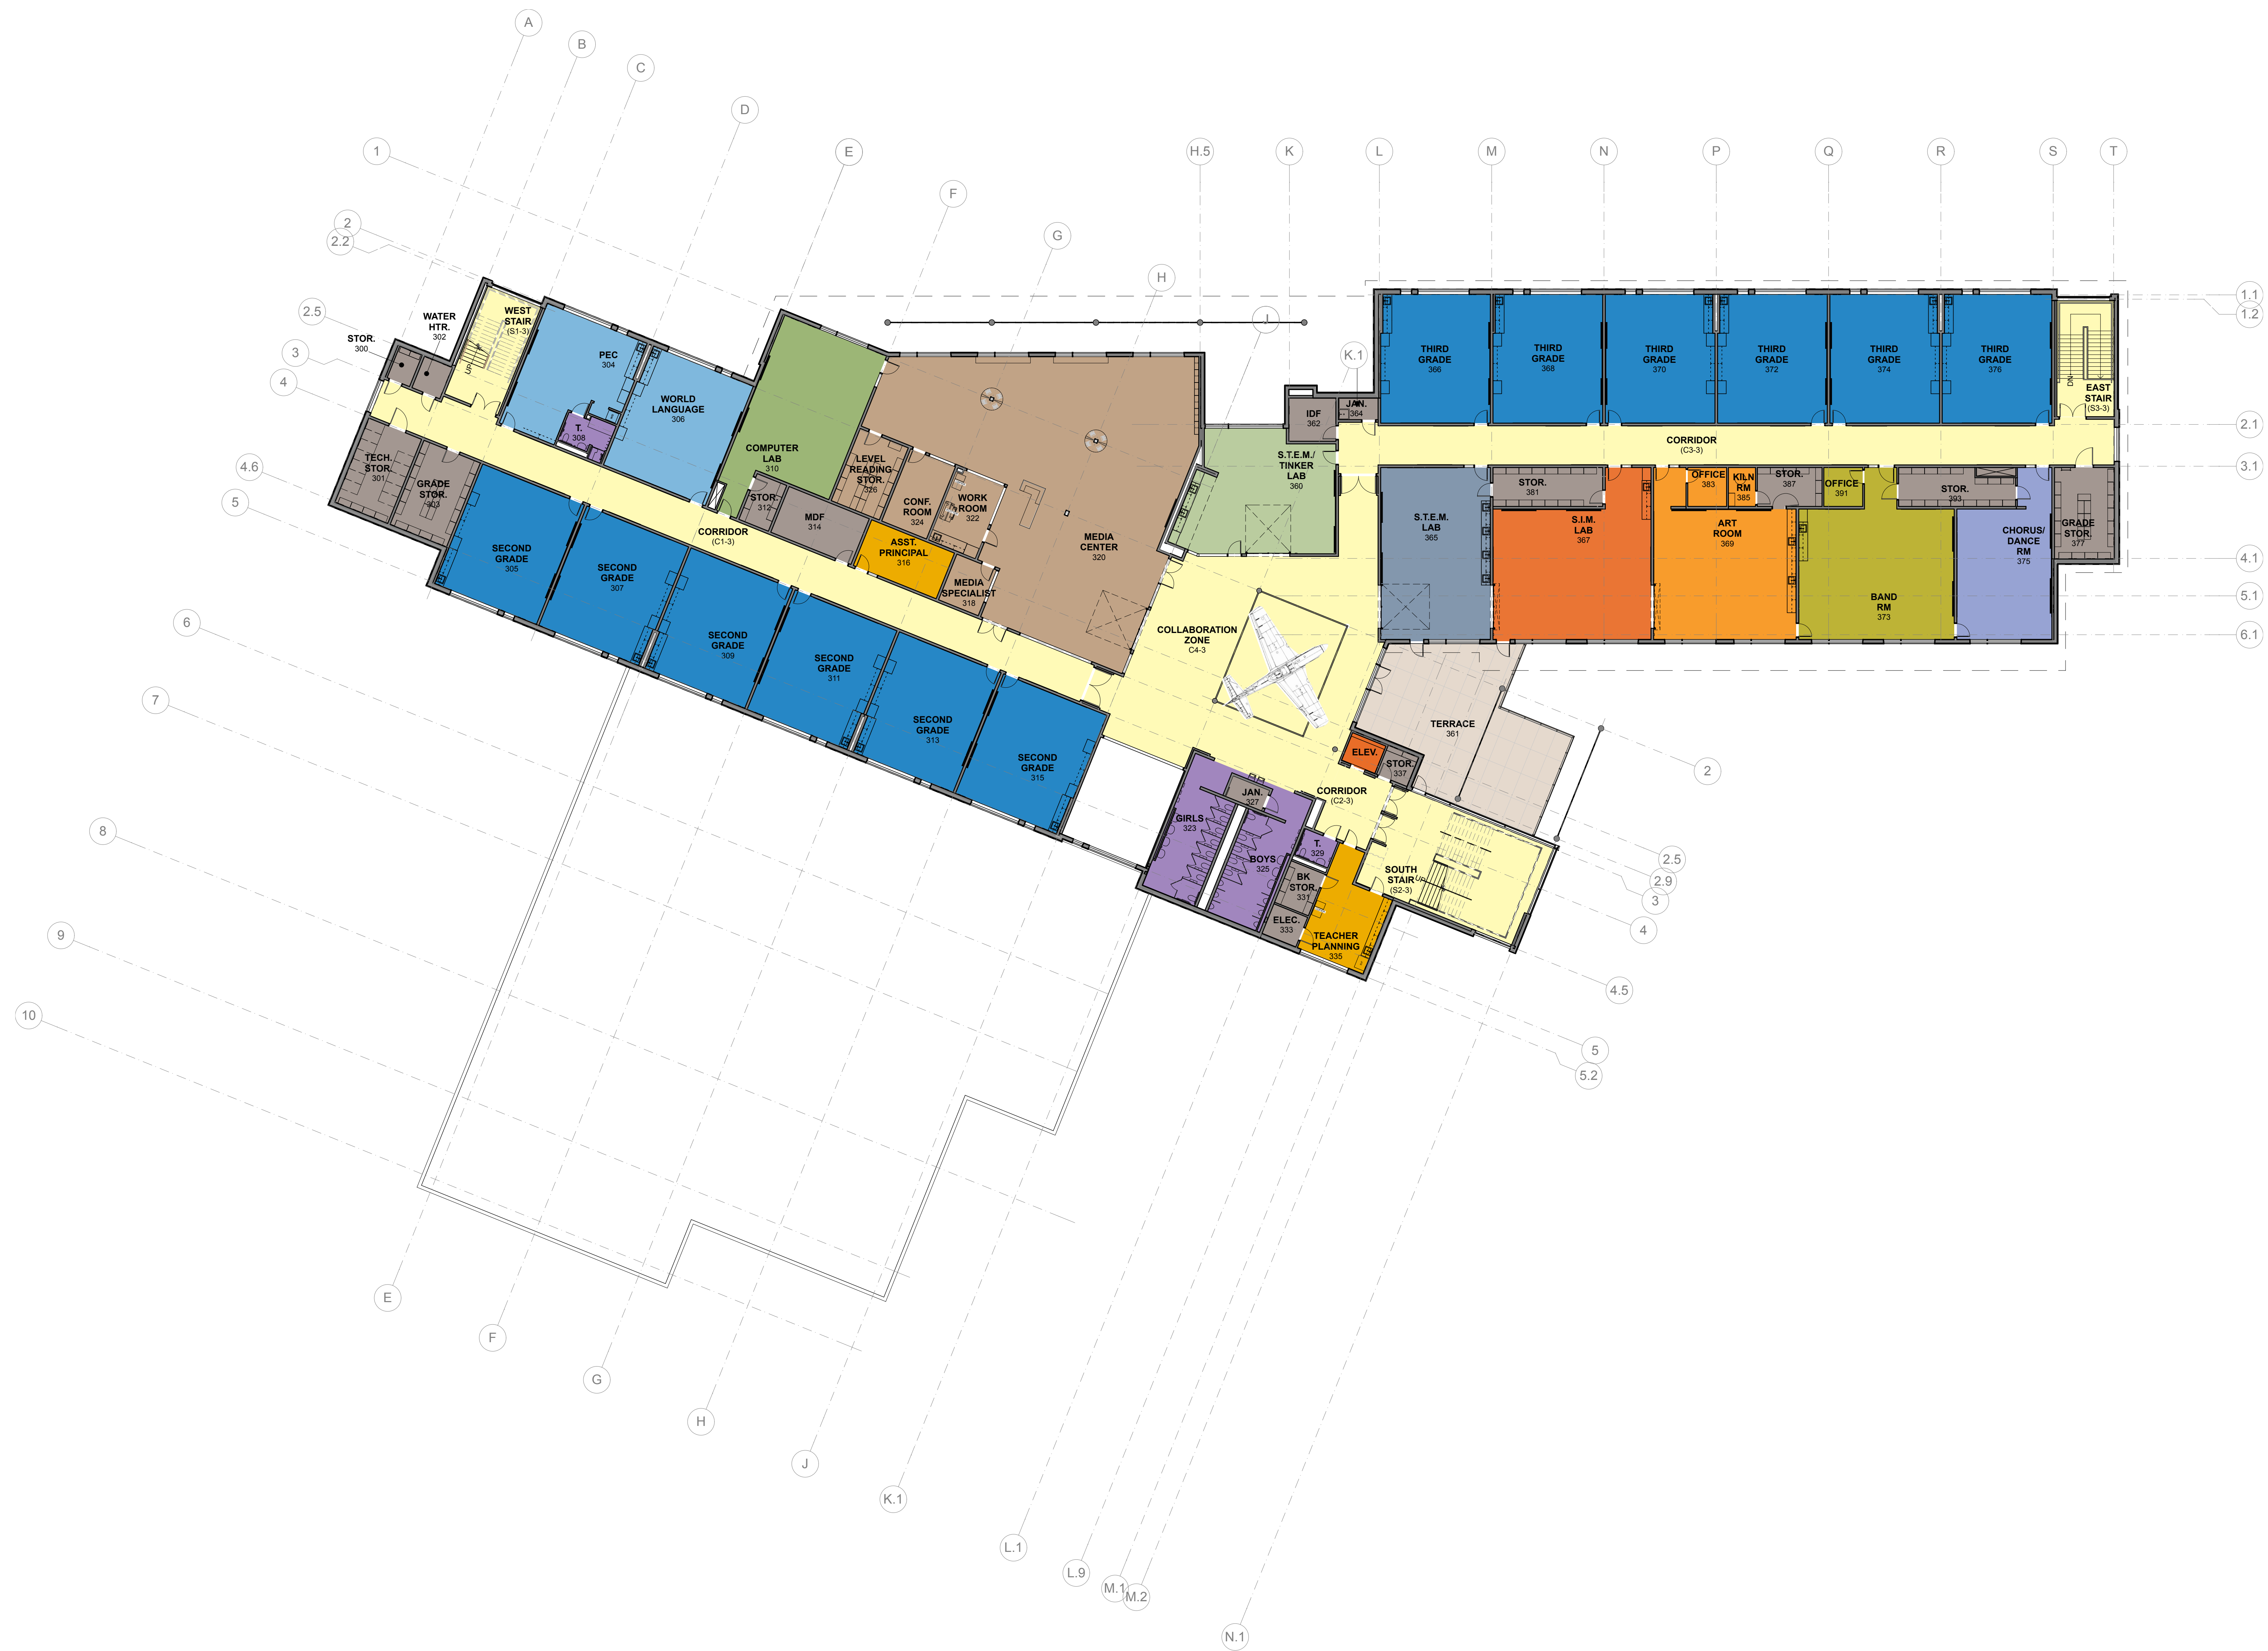 A
B
C
D
E
F
G
H
J
H.5
K
L
M
N
P
Q
R
S
T
K.1
1
2
2.2
2.5
3
4
4.6
5
6
7
8
9
10
1.1
1.2
2.1
3.1
4.1
5.1
6.1
STOR.
300
WATER
HTR.
302
WEST
STAIR
(S1-3)
UP
TECH.
STOR.
301
GRADE
STOR.
303
PEC
304
T.
308
WORLD
LANGUAGE
306
COMPUTER
LAB
310
STOR.
312
MDF
314
LEVEL
READING
STOR.
326
CONF.
ROOM
324
WORK
ROOM
322
ASST.
PRINCIPAL
316
MEDIA
SPECIALIST
318
MEDIA
CENTER
320
CORRIDOR
(C1-3)
SECOND
GRADE
305
SECOND
GRADE
307
SECOND
GRADE
309
SECOND
GRADE
311
SECOND
GRADE
313
SECOND
GRADE
315
S.T.E.M./
TINKER
LAB
360
IDF
362
JAN.
364
COLLABORATION
ZONE
C4-3
THIRD
GRADE
366
THIRD
GRADE
368
THIRD
GRADE
370
THIRD
GRADE
372
THIRD
GRADE
374
THIRD
GRADE
376
DN
EAST
STAIR
(S3-3)
CORRIDOR
(C3-3)
S.T.E.M.
LAB
365
STOR.
381
S.I.M.
LAB
367
OFFICE
383
KILN
RM
385
STOR.
387
ART
ROOM
369
OFFICE
391
BAND
RM
373
STOR.
393
CHORUS/
DANCE
RM
375
GRADE
STOR.
377
TERRACE
361
ELEV.
STOR.
337
CORRIDOR
(C2-3)
JAN.
327
GIRLS
323
BOYS
325
T.
329
BK
STOR.
331
ELEC.
333
TEACHER
PLANNING
335
SOUTH
STAIR
(S2-3)
UP
2
2.5
2.9
3
4
4.5
5
5.2
E
F
G
H
J
K.1
L.1
L.9
M.1
M.2
N.1